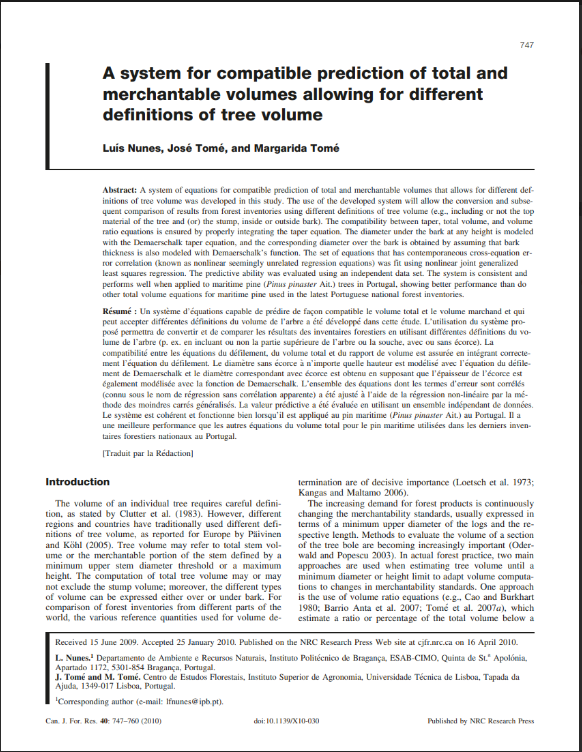 747
A system for compatible prediction of total and
merchantable volumes allowing for different
definitions of tree volume
Luís Nunes, José Tomé, and Margarida Tomé
Abstract: A system of equations for compatible prediction of total and merchantable volumes that allows for different def-
initions of tree volume was developed in this study. The use of the developed system will allow the conversion and subse-
quent comparison of results from forest inventories using different definitions of tree volume (e.g., including or not the top
material of the tree and (or) the stump, inside or outside bark). The compatibility between taper, total volume, and volume
ratio equations is ensured by properly integrating the taper equation. The diameter under the bark at any height is modeled
with the Demaerschalk taper equation, and the corresponding diameter over the bark is obtained by assuming that bark
thickness is also modeled with Demaerschalk's function. The set of equations that has contemporaneous cross-equation er-
ror correlation (known as nonlinear seemingly unrelated regression equations) was fit using nonlinear joint generalized
least squares regression. The predictive ability was evaluated using an independent data set. The system is consistent and
performs well when applied to maritime pine (Pinus pinaster Ait.) trees in Portugal, showing better performance than do
other total volume equations for maritime pine used in the latest Portuguese national forest inventories.
Résumé : Un système d'équations capable de prédire de façon compatible le volume total et le volume marchand et qui
peut accepter différentes définitions du volume de l'arbre a été développé dans cette étude. L'utilisation du système pro-
posé permettra de convertir et de comparer les résultats des inventaires forestiers en utilisant différentes définitions du vo-
lume de l'arbre (p. ex. en incluant ou non la partie supérieure de l'arbre ou la souche, avec ou sans écorce). La
compatibilité entre les équations du défilement, du volume total et du rapport de volume est assurée en intégrant correcte-
ment l'équation du défilement. Le diamètre sans écorce à n'importe quelle hauteur est modélisé avec l'équation du défile-
ment de Demaerschalk et le diamètre correspondant avec écorce est obtenu en supposant que l'épaisseur de l'écorce est
également modélisée avec la fonction de Demaerschalk. L'ensemble des équations dont les termes d'erreur sont corrélés
(connu sous le nom de régression sans corrélation apparente) a été ajusté à l'aide de la régression non-linéaire par la mé-
thode des moindres carrés généralisés. La valeur prédictive a été évaluée en utilisant un ensemble indépendant de données.
Le système est cohérent et fonctionne bien lorsqu'il est appliqué au pin maritime (Pinus pinaster Ait.) au Portugal. Il a
une meilleure performance que les autres équations du volume total pour le pin maritime utilisées dans les derniers inven-
taires forestiers nationaux au Portugal.
[Traduit par la Rédaction]
Introduction
The volume of an individual tree requires careful defini-
tion, as stated by Clutter et al. (1983). However, different
regions and countries have traditionally used different defi-
nitions of tree volume, as reported for Europe by Päivinen
and Köhl (2005). Tree volume may refer to total stem vol-
ume or the merchantable portion of the stem defined by a
minimum upper stem diameter threshold or a maximum
height. The computation of total tree volume may or may
not exclude the stump volume; moreover, the different types
of volume can be expressed either over or under bark. For
comparison of forest inventories from different parts of the
world, the various reference quantities used for volume de-
termination are of decisive importance (Loetsch et al. 1973;
Kangas and Maltamo 2006).
The increasing demand for forest products is continuously
changing the merchantability standards, usually expressed in
terms of a minimum upper diameter of the logs and the re-
spective length. Methods to evaluate the volume of a section
of the tree bole are becoming increasingly important (Oder-
wald and Popescu 2003). In actual forest practice, two main
approaches are used when estimating tree volume until a
minimum diameter or height limit to adapt volume computa-
tions to changes in merchantability standards. One approach
is the use of volume ratio equations (e.g., Cao and Burkhart
1980; Barrio Anta et al. 2007; Tomé et al. 2007a), which
estimate a ratio or percentage of the total volume below a
Received 15 June 2009. Accepted 25 January 2010. Published on the NRC Research Press Web site at cjfr.nrc.ca on 16 April 2010.
L. Nunes.¹ Departamento de Ambiente e Recursos Naturais, Instituto Politécnico de Bragança, ESAB-CIMO, Quinta de St.ª Apolónia,
Apartado 1172, 5301-854 Bragança, Portugal.
J. Tomé and M. Tomé. Centro de Estudos Florestais, Instituto Superior de Agronomia, Universidade Técnica de Lisboa, Tapada da
Ajuda, 1349-017 Lisboa, Portugal.
¹Corresponding author (e-mail: lfnunes@ipb.pt).
Can. J. For. Res. 40: 747–760 (2010)
doi:10.1139/X10-030
Published by NRC Research Press